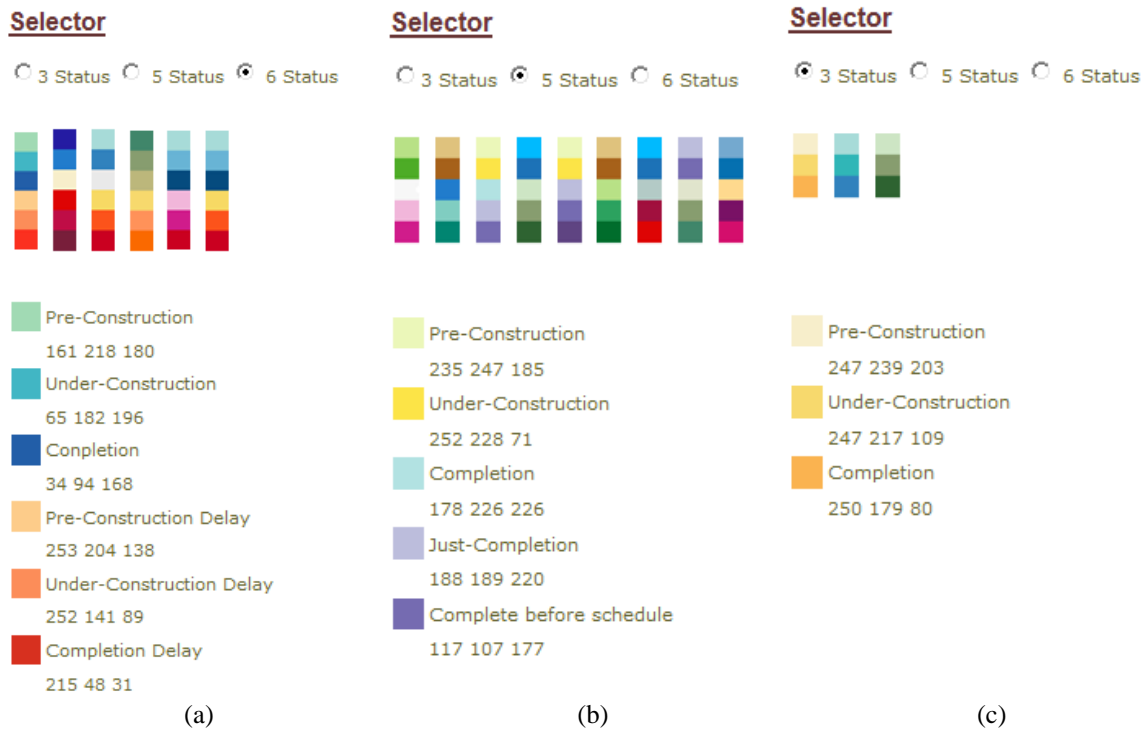 Selector
3 Status 5 Status 6 Status
Pre-Construction
161 218 180
Under-Construction
65 182 196
Conpletion
34 94 168
Pre-Construction Delay
253 204 138
Under-Construction Delay
252 141 89
Completion Delay
215 48 31
(a)
Selector
3 Status 5 Status 6 Status
Pre-Construction
235 247 185
Under-Construction
252 228 71
Completion
178 226 226
Just-Completion
188 189 220
Complete before schedule
117 107 177
(b)
Selector
3 Status 5 Status 6 Status
Pre-Construction
247 239 203
Under-Construction
247 217 109
Completion
250 179 80
(c)